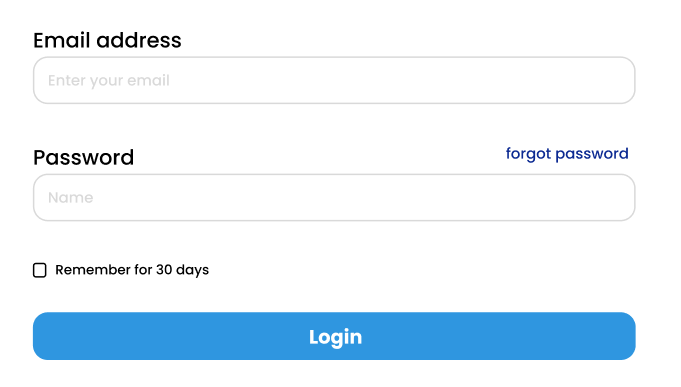 Email address
Enter your email
Password
forgot password
Name
Remember for 30 days
Login